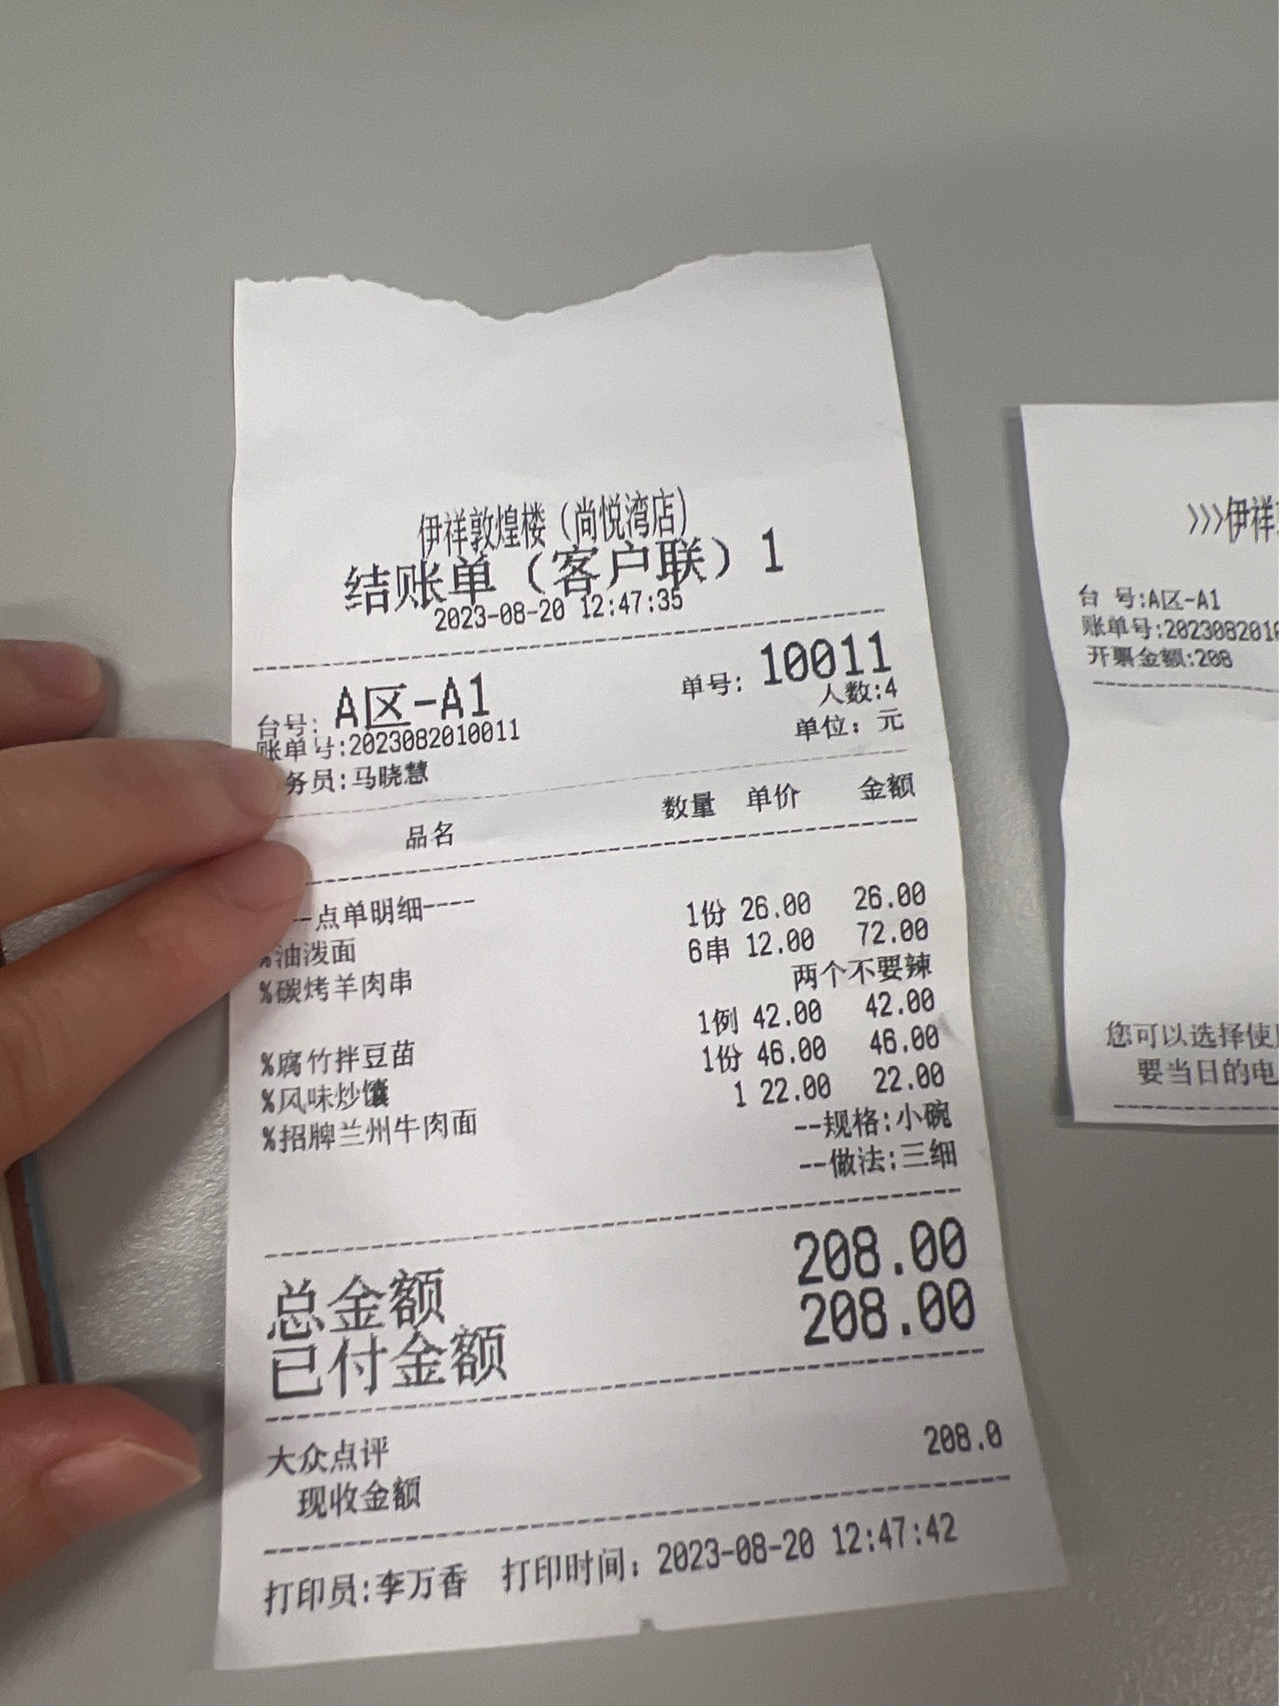 伊祥敦煌楼（尚悦湾店）
结账单（客户联）1
2023-08-20 12:47:35
台号: A区-A1 单号: 10011
账单号:2023082010011 人数:4
务员:马晓慧 单位: 元
品名 数量 单价 金额
--点单明细----
%油泼面 1份 26.00 26.00
%碳烤羊肉串 6串 12.00 72.00
两个不要辣
%腐竹拌豆苗 1例 42.00 42.00
%风味炒馕 1份 46.00 46.00
%招牌兰州牛肉面 1 22.00 22.00
--规格:小碗
--做法:三细
总金额 208.00
已付金额 208.00
大众点评 208.0
现收金额
打印员:李万香 打印时间: 2023-08-20 12:47:42
>>>伊祥
台 号:A区-A1
账单号:202308201
开票金额:208
您可以选择使
要当日的电